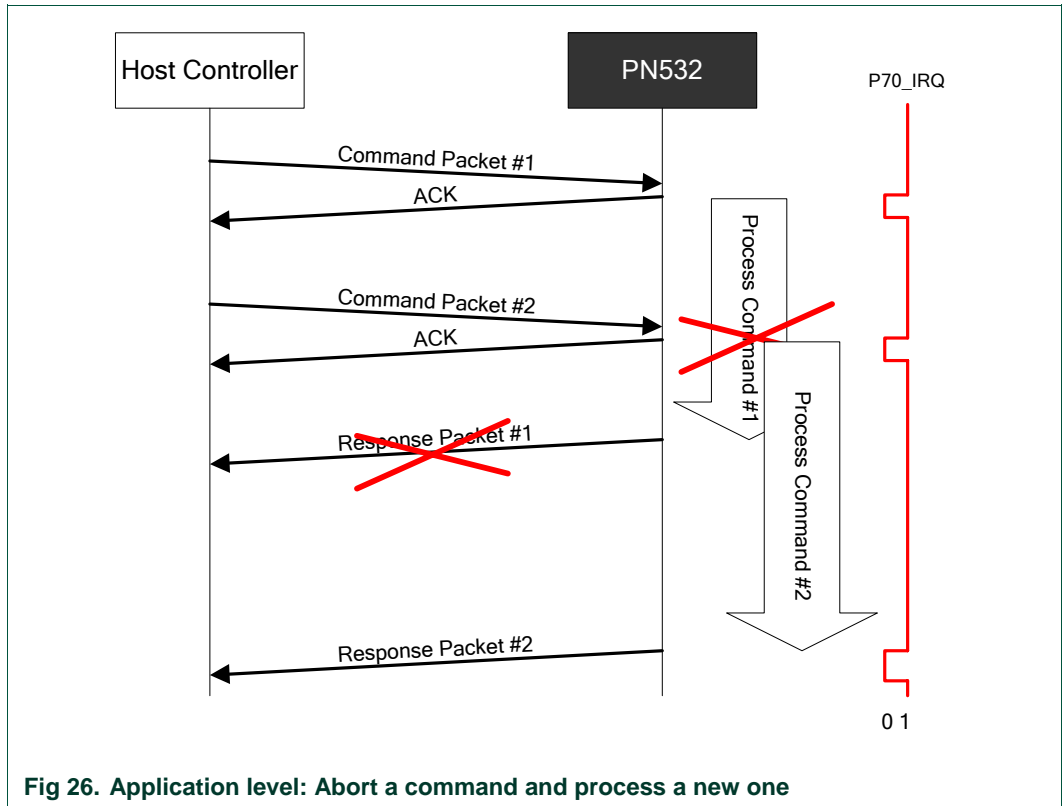 Host Controller
PN532
P70_IRQ
Command Packet #1
ACK
Process Command #1
Command Packet #2
ACK
Process Command #2
Response Packet #1
Response Packet #2
0 1
Fig 26. Application level: Abort a command and process a new one